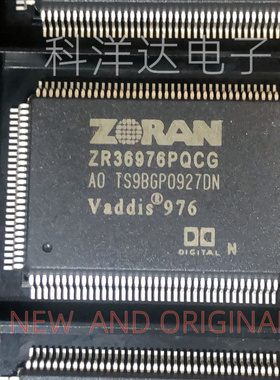 科洋达电子
ZORAN
ZR36976PQCG
A0 TS9BGP0927DN
Vaddis®976
DIGITAL N
NEW AND ORIGINAL